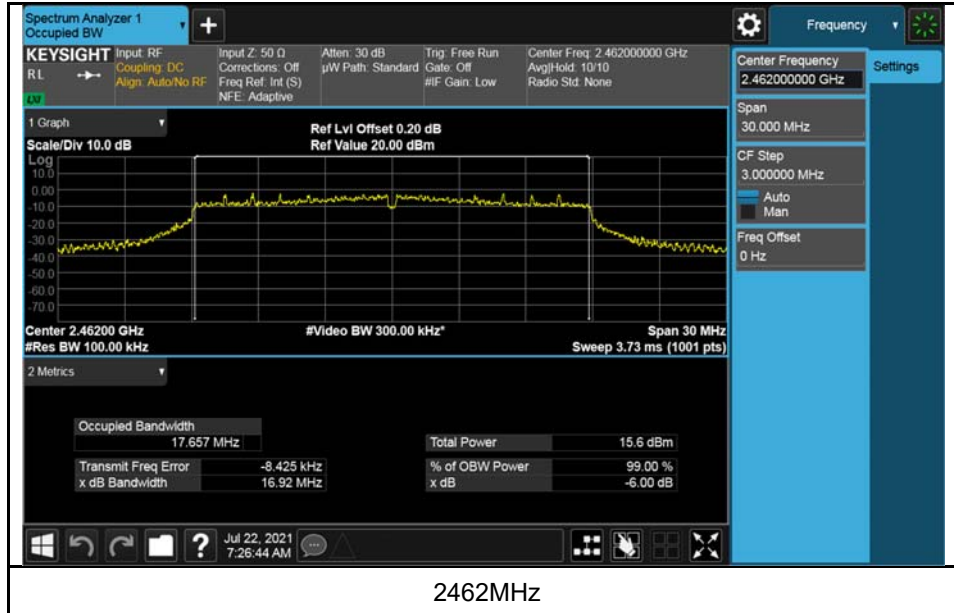 Spectrum Analyzer 1
Occupied BW
+
Frequency
KEYSIGHT
RL
LXI
Input: RF
Coupling: DC
Align: Auto/No RF
Input Z: 50 Ω
Corrections: Off
Freq Ref: Int (S)
NFE: Adaptive
Atten: 30 dB
µW Path: Standard
Trig: Free Run
Gate: Off
#IF Gain: Low
Center Freq: 2.462000000 GHz
Avg|Hold: 10/10
Radio Std: None
1 Graph
Scale/Div 10.0 dB
Ref Lvl Offset 0.20 dB
Ref Value 20.00 dBm
Log
10.0
0.00
-10.0
-20.0
-30.0
-40.0
-50.0
-60.0
-70.0
Center 2.46200 GHz
#Res BW 100.00 kHz
#Video BW 300.00 kHz*
Span 30 MHz
Sweep 3.73 ms (1001 pts)
2 Metrics
Occupied Bandwidth
17.657 MHz
Transmit Freq Error -8.425 kHz
x dB Bandwidth 16.92 MHz
Total Power 15.6 dBm
% of OBW Power 99.00 %
x dB -6.00 dB
Center Frequency
2.462000000 GHz
Span
30.000 MHz
CF Step
3.000000 MHz
Auto
Man
Freq Offset
0 Hz
Settings
?
Jul 22, 2021
7:26:44 AM
2462MHz